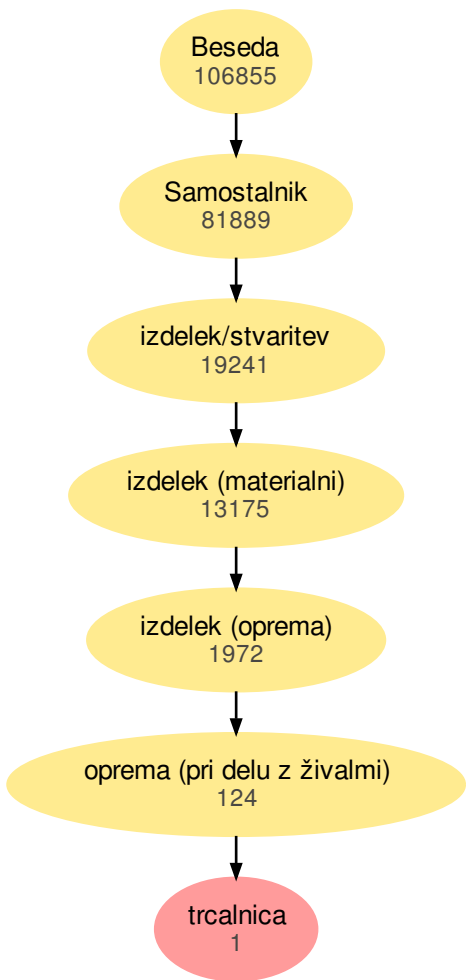 Beseda
106855
Samostalnik
81889
izdelek/stvaritev
19241
izdelek (materialni)
13175
izdelek (oprema)
1972
oprema (pri delu z živalmi)
124
trcalnica
1